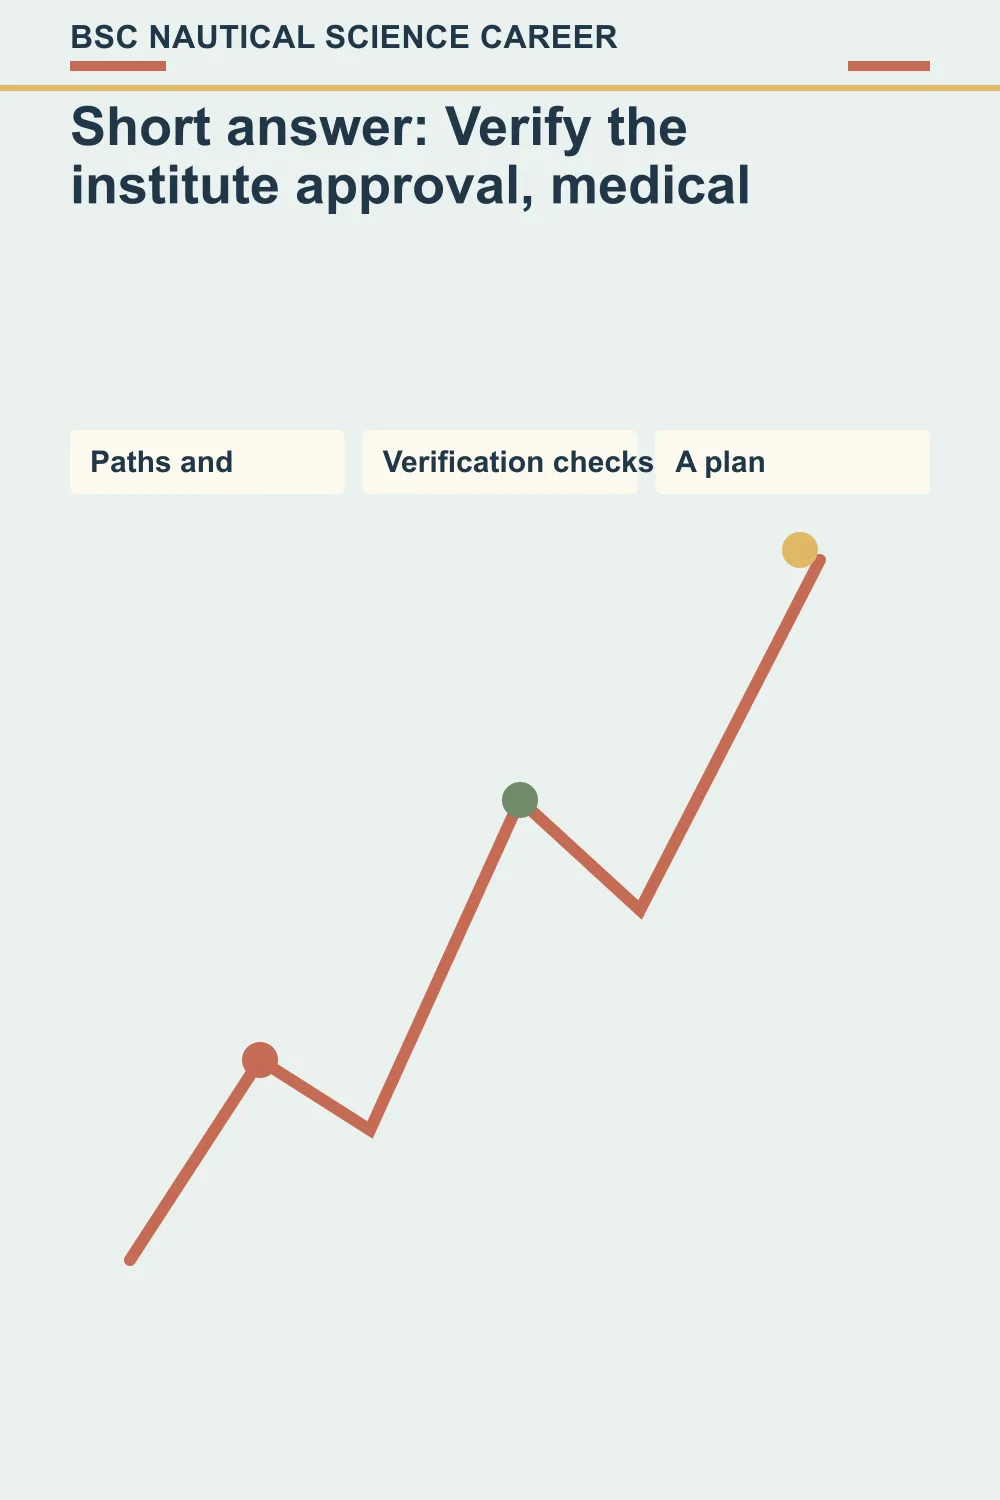 BSC NAUTICAL SCIENCE CAREER
Short answer: Verify the
institute approval, medical
Paths and
Verification checks
A plan